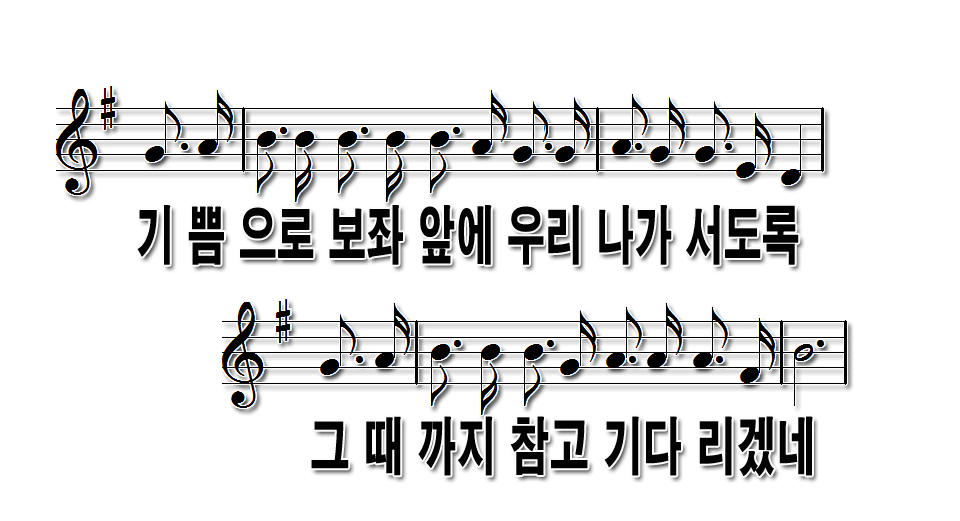 기 쁨 으로 보좌 앞에 우리 나가 서도록
그 때 까지 참고 기다 리겠네